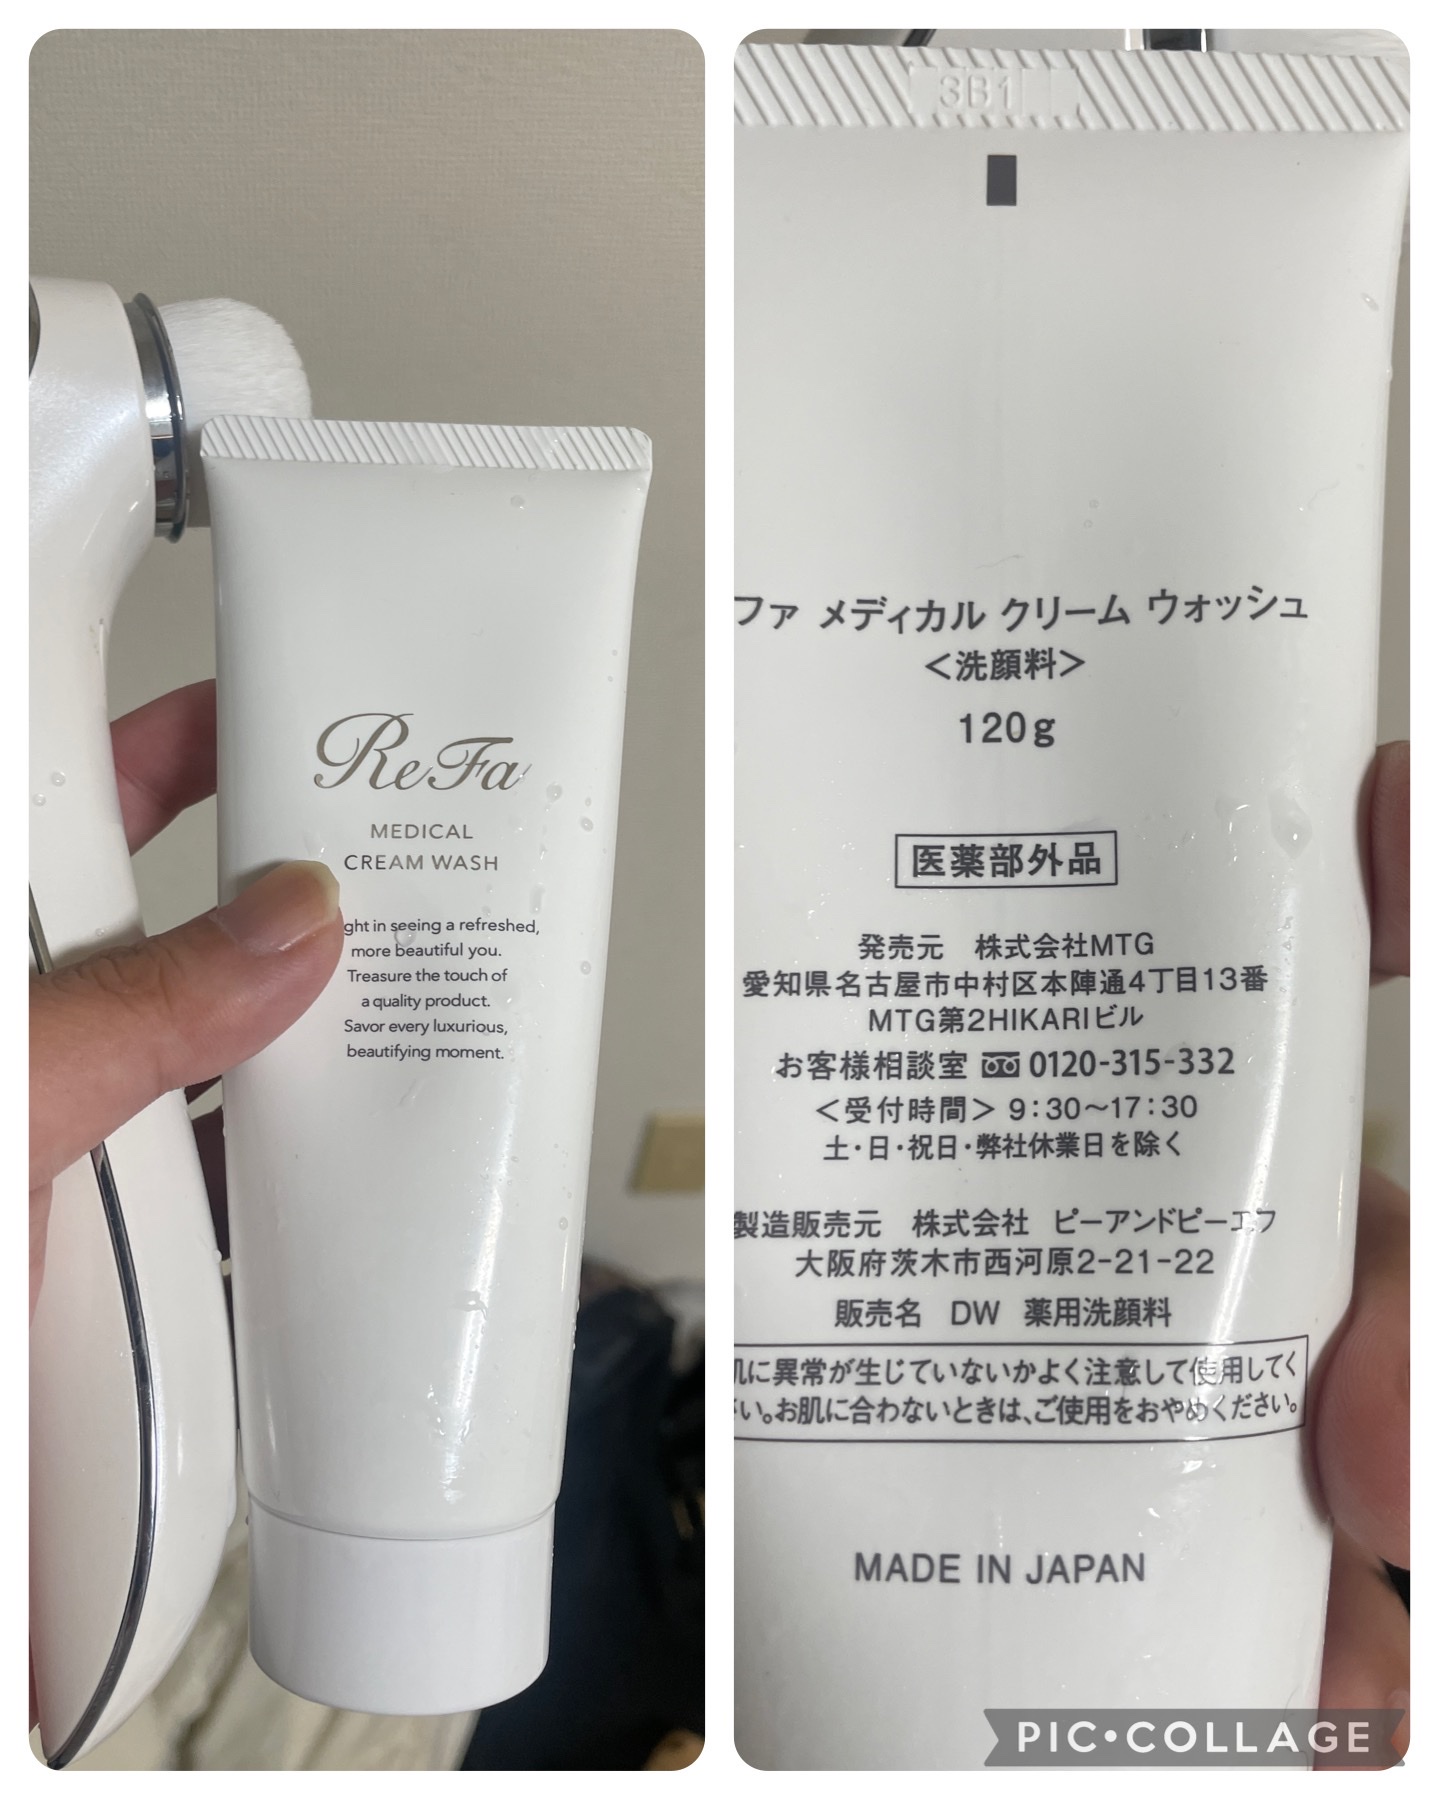 ReFa
MEDICAL
CREAM WASH
ght in seeing a refreshed,
more beautiful you.
Treasure the touch of
a quality product.
Savor every luxurious,
beautifying moment.
3B1
ファ メディカル クリーム ウォッシュ
＜洗顔料＞
120g
医薬部外品
発売元　株式会社MTG
愛知県名古屋市中村区本陣通4丁目13番
MTG第2HIKARIビル
お客様相談室 0120-315-332
＜受付時間＞ 9：30～17：30
土・日・祝日・弊社休業日を除く
製造販売元　株式会社　ピーアンドピーエフ
大阪府茨木市西河原2-21-22
販売名　DW　薬用洗顔料
肌に異常が生じていないかよく注意して使用してく
さい。お肌に合わないときは、ご使用をおやめください。
MADE IN JAPAN
PIC•COLLAGE